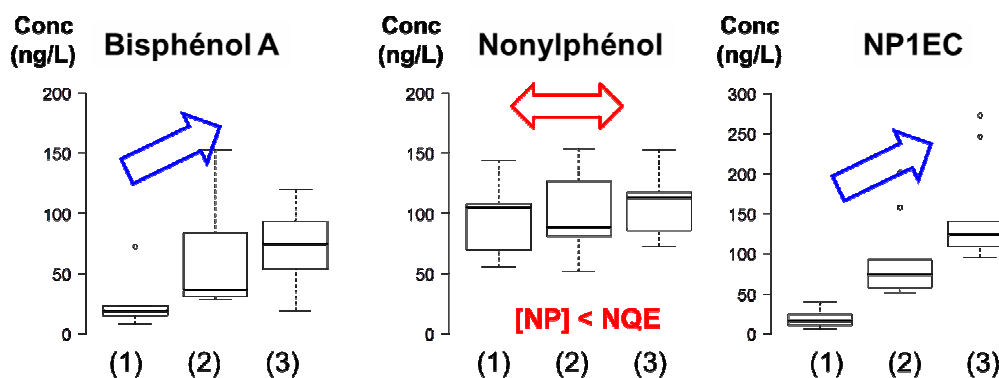 Conc
(ng/L)
Bisphénol A
200
150
100
50
0
(1)
(2)
(3)
Conc
(ng/L)
Nonylphénol
200
150
100
50
0
[NP] < NQE
(1)
(2)
(3)
Conc
(ng/L)
NP1EC
300
250
200
150
100
50
0
(1)
(2)
(3)